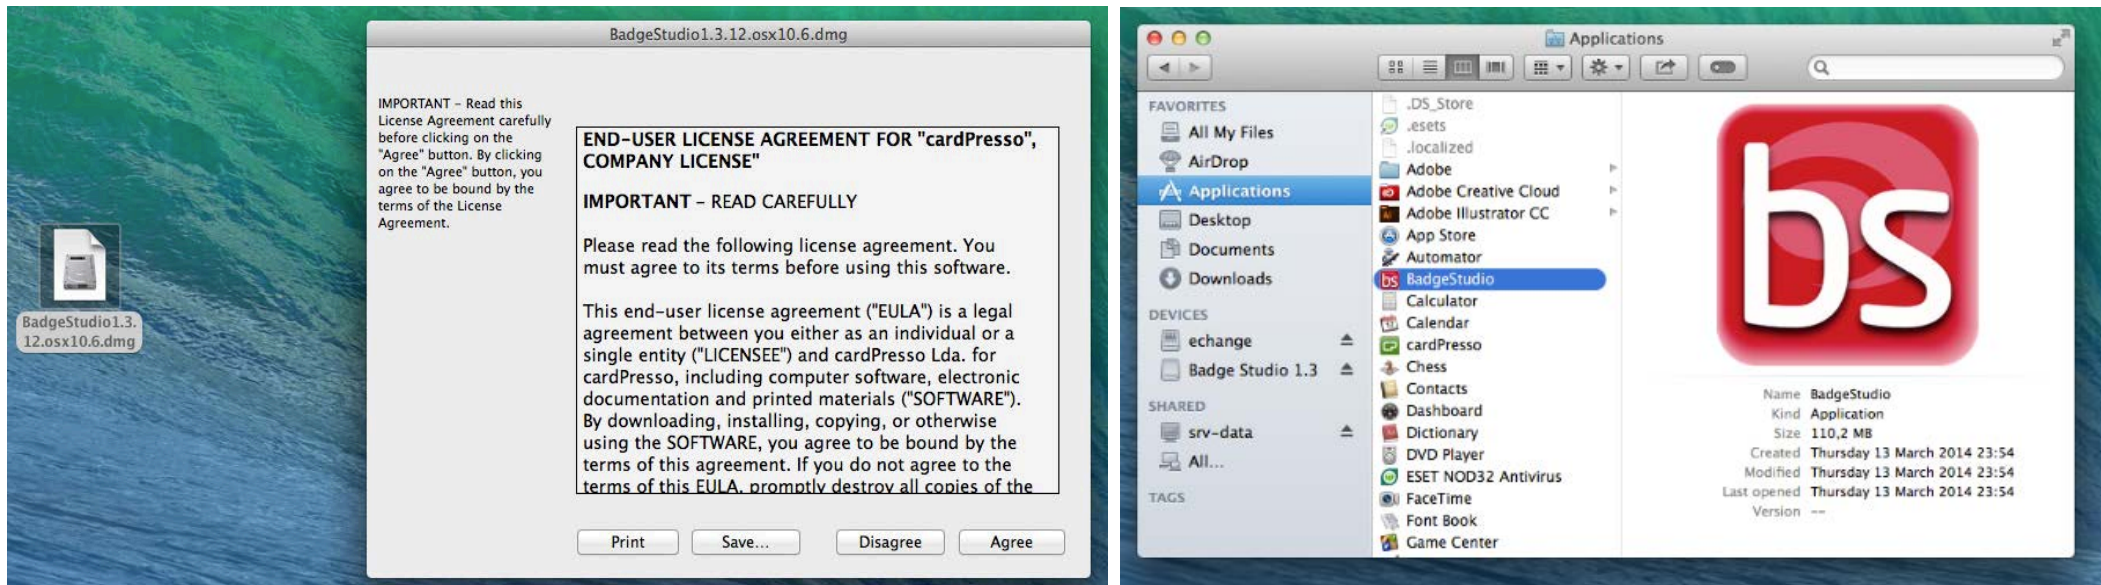 BadgeStudio1.3.12.osx10.6.dmg
IMPORTANT – Read this
License Agreement carefully
before clicking on the
"Agree" button. By clicking
on the "Agree" button, you
agree to be bound by the
terms of the License
Agreement.
END–USER LICENSE AGREEMENT FOR "cardPresso",
COMPANY LICENSE"
IMPORTANT – READ CAREFULLY
Please read the following license agreement. You
must agree to its terms before using this software.
This end–user license agreement ("EULA") is a legal
agreement between you either as an individual or a
single entity ("LICENSEE") and cardPresso Lda. for
cardPresso, including computer software, electronic
documentation and printed materials ("SOFTWARE").
By downloading, installing, copying, or otherwise
using the SOFTWARE, you agree to be bound by the
terms of this agreement. If you do not agree to the
terms of this EULA, promptly destroy all copies of the
Print
Save...
Disagree
Agree
BadgeStudio1.3.
12.osx10.6.dmg
Applications
FAVORITES
All My Files
AirDrop
Applications
Desktop
Documents
Downloads
DEVICES
echange
Badge Studio 1.3
SHARED
srv-data
All...
TAGS
.DS_Store
.esets
.localized
Adobe
Adobe Creative Cloud
Adobe Illustrator CC
App Store
Automator
BadgeStudio
Calculator
Calendar
cardPresso
Chess
Contacts
Dashboard
Dictionary
DVD Player
ESET NOD32 Antivirus
FaceTime
Font Book
Game Center
bs
Name BadgeStudio
Kind Application
Size 110,2 MB
Created Thursday 13 March 2014 23:54
Modified Thursday 13 March 2014 23:54
Last opened Thursday 13 March 2014 23:54
Version --